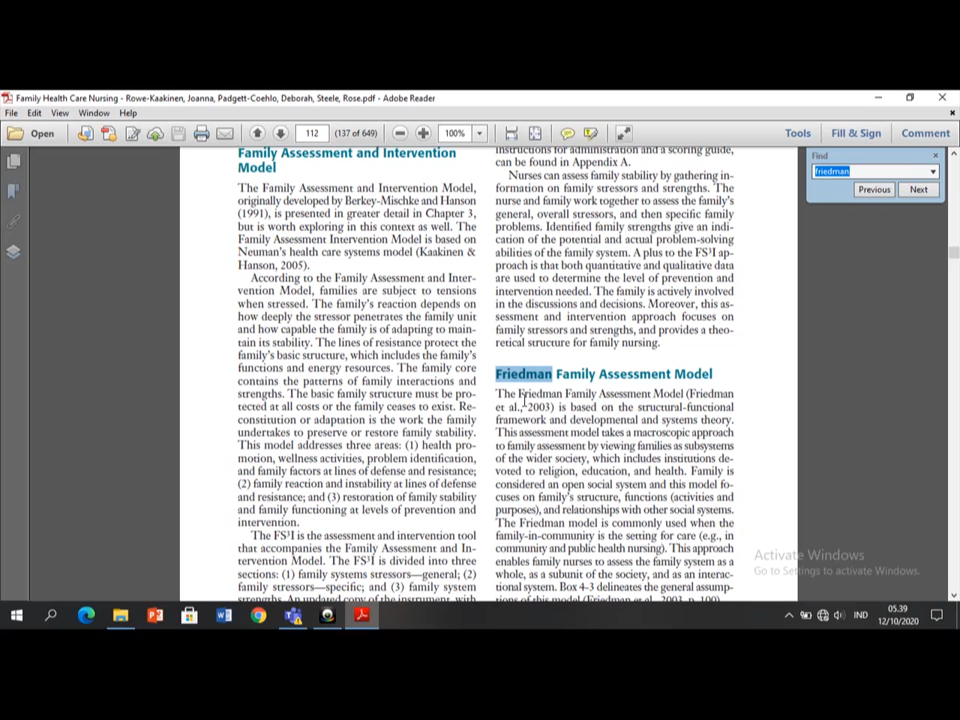 Family Health Care Nursing - Rowe-Kaakinen, Joanna, Padgett-Coehlo, Deborah, Steele, Rose.pdf - Adobe Reader
File Edit View Window Help
Open
112
(137 of 649)
100%
Tools
Fill & Sign
Comment
Find
friedman
Previous
Next
Family Assessment and Intervention
Model
The Family Assessment and Intervention Model,
originally developed by Berkey-Mischke and Hanson
(1991), is presented in greater detail in Chapter 3,
but is worth exploring in this context as well. The
Family Assessment Intervention Model is based on
Neuman's health care systems model (Kaakinen &
Hanson, 2005).
According to the Family Assessment and Inter-
vention Model, families are subject to tensions
when stressed. The family's reaction depends on
how deeply the stressor penetrates the family unit
and how capable the family is of adapting to main-
tain its stability. The lines of resistance protect the
family's basic structure, which includes the family's
functions and energy resources. The family core
contains the patterns of family interactions and
strengths. The basic family structure must be pro-
tected at all costs or the family ceases to exist. Re-
constitution or adaptation is the work the family
undertakes to preserve or restore family stability.
This model addresses three areas: (1) health pro-
motion, wellness activities, problem identification,
and family factors at lines of defense and resistance;
(2) family reaction and instability at lines of defense
and resistance; and (3) restoration of family stability
and family functioning at levels of prevention and
intervention.
The FS³I is the assessment and intervention tool
that accompanies the Family Assessment and In-
tervention Model. The FS³I is divided into three
sections: (1) family systems stressors—general; (2)
family stressors—specific; and (3) family system
strengths. An updated copy of the instrument, with
instructions for administration and a scoring guide,
can be found in Appendix A.
Nurses can assess family stability by gathering in-
formation on family stressors and strengths. The
nurse and family work together to assess the family's
general, overall stressors, and then specific family
problems. Identified family strengths give an indi-
cation of the potential and actual problem-solving
abilities of the family system. A plus to the FS³I ap-
proach is that both quantitative and qualitative data
are used to determine the level of prevention and
intervention needed. The family is actively involved
in the discussions and decisions. Moreover, this as-
sessment and intervention approach focuses on
family stressors and strengths, and provides a theo-
retical structure for family nursing.
Friedman Family Assessment Model
The Friedman Family Assessment Model (Friedman
et al., 2003) is based on the structural-functional
framework and developmental and systems theory.
This assessment model takes a macroscopic approach
to family assessment by viewing families as subsystems
of the wider society, which includes institutions de-
voted to religion, education, and health. Family is
considered an open social system and this model fo-
cuses on family's structure, functions (activities and
purposes), and relationships with other social systems.
The Friedman model is commonly used when the
family-in-community is the setting for care (e.g., in
community and public health nursing). This approach
enables family nurses to assess the family system as a
whole, as a subunit of the society, and as an interac-
tional system. Box 4-3 delineates the general assump-
tions of this model (Friedman et al., 2003, p. 100).
Activate Windows
Go to Settings to activate Windows.
IND
05.39
12/10/2020